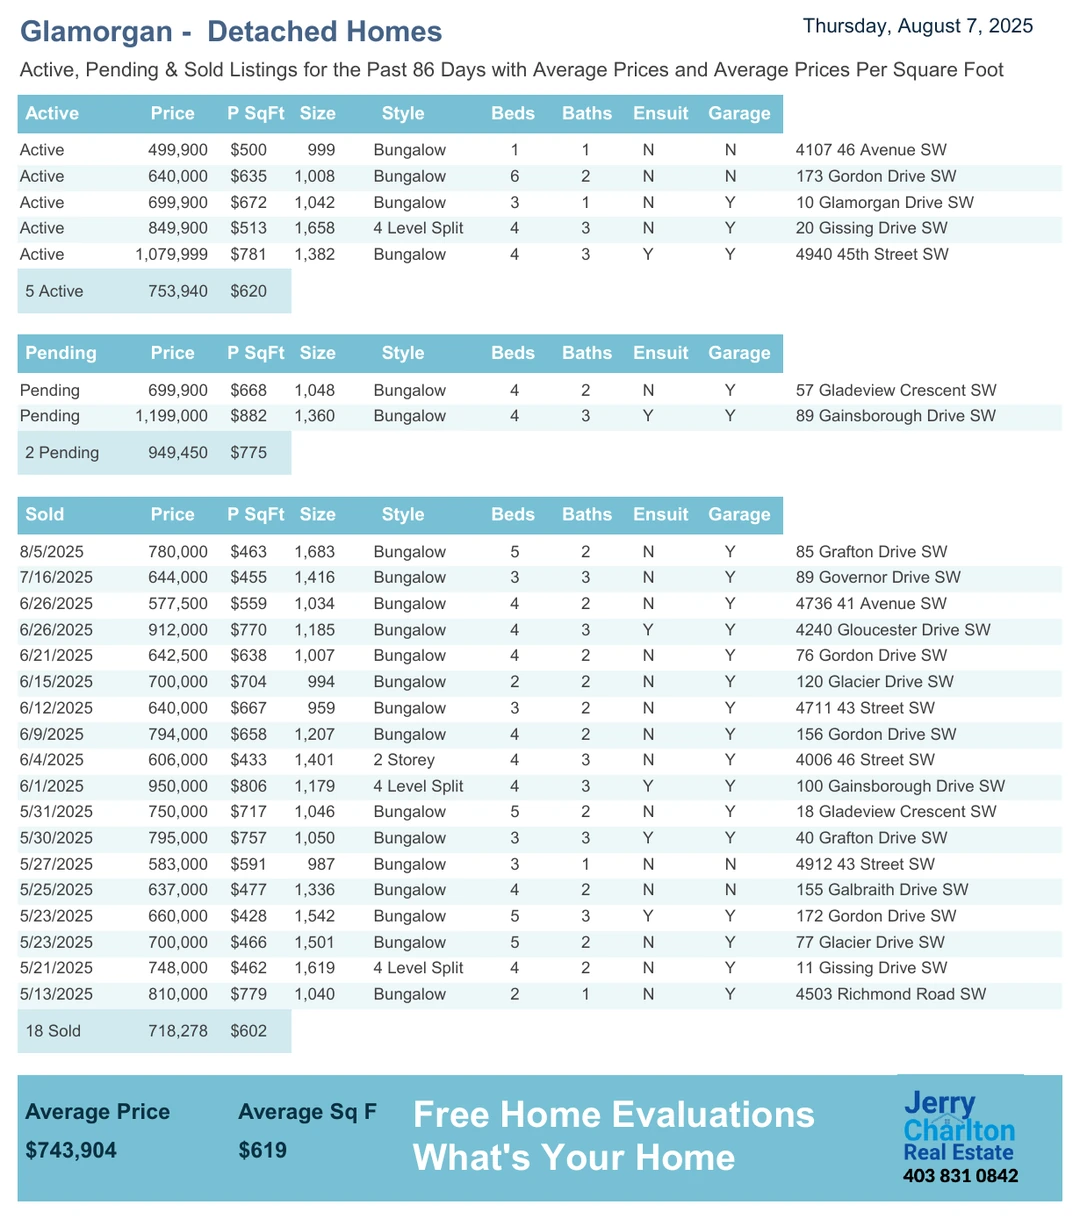 Glamorgan - Detached Homes
Thursday, August 7, 2025
Active, Pending & Sold Listings for the Past 86 Days with Average Prices and Average Prices Per Square Foot
Active Price P SqFt Size Style Beds Baths Ensuit Garage
Active 499,900 $500 999 Bungalow 1 1 N N 4107 46 Avenue SW
Active 640,000 $635 1,008 Bungalow 6 2 N N 173 Gordon Drive SW
Active 699,900 $672 1,042 Bungalow 3 1 N Y 10 Glamorgan Drive SW
Active 849,900 $513 1,658 4 Level Split 4 3 N Y 20 Gissing Drive SW
Active 1,079,999 $781 1,382 Bungalow 4 3 Y Y 4940 45th Street SW
5 Active 753,940 $620
Pending Price P SqFt Size Style Beds Baths Ensuit Garage
Pending 699,900 $668 1,048 Bungalow 4 2 N Y 57 Gladeview Crescent SW
Pending 1,199,000 $882 1,360 Bungalow 4 3 Y Y 89 Gainsborough Drive SW
2 Pending 949,450 $775
Sold Price P SqFt Size Style Beds Baths Ensuit Garage
8/5/2025 780,000 $463 1,683 Bungalow 5 2 N Y 85 Grafton Drive SW
7/16/2025 644,000 $455 1,416 Bungalow 3 3 N Y 89 Governor Drive SW
6/26/2025 577,500 $559 1,034 Bungalow 4 2 N Y 4736 41 Avenue SW
6/26/2025 912,000 $770 1,185 Bungalow 4 3 Y Y 4240 Gloucester Drive SW
6/21/2025 642,500 $638 1,007 Bungalow 4 2 N Y 76 Gordon Drive SW
6/15/2025 700,000 $704 994 Bungalow 2 2 N Y 120 Glacier Drive SW
6/12/2025 640,000 $667 959 Bungalow 3 2 N Y 4711 43 Street SW
6/9/2025 794,000 $658 1,207 Bungalow 4 2 N Y 156 Gordon Drive SW
6/4/2025 606,000 $433 1,401 2 Storey 4 3 N Y 4006 46 Street SW
6/1/2025 950,000 $806 1,179 4 Level Split 4 3 Y Y 100 Gainsborough Drive SW
5/31/2025 750,000 $717 1,046 Bungalow 5 2 N Y 18 Gladeview Crescent SW
5/30/2025 795,000 $757 1,050 Bungalow 3 3 Y Y 40 Grafton Drive SW
5/27/2025 583,000 $591 987 Bungalow 3 1 N N 4912 43 Street SW
5/25/2025 637,000 $477 1,336 Bungalow 4 2 N N 155 Galbraith Drive SW
5/23/2025 660,000 $428 1,542 Bungalow 5 3 Y Y 172 Gordon Drive SW
5/23/2025 700,000 $466 1,501 Bungalow 5 2 N Y 77 Glacier Drive SW
5/21/2025 748,000 $462 1,619 4 Level Split 4 2 N Y 11 Gissing Drive SW
5/13/2025 810,000 $779 1,040 Bungalow 2 1 N Y 4503 Richmond Road SW
18 Sold 718,278 $602
Average Price Average Sq F
$743,904 $619
Free Home Evaluations
What's Your Home
Jerry
Charlton
Real Estate
403 831 0842